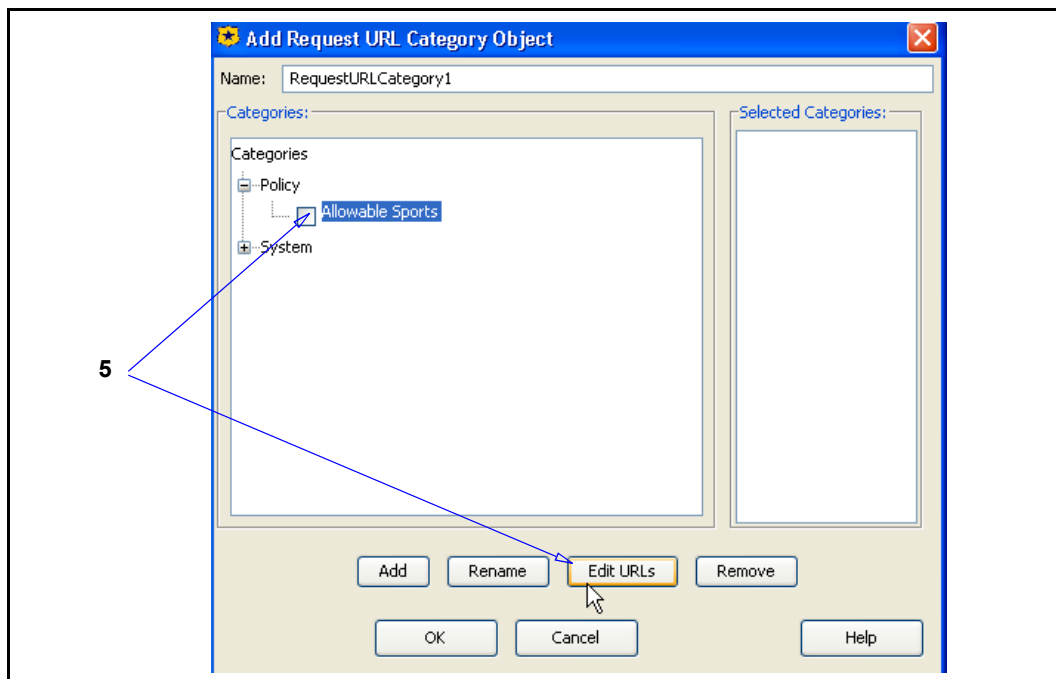 Add Request URL Category Object
Name: RequestURLCategory1
Categories:
Selected Categories:
Categories
Policy
Allowable Sports
System
5
Add Rename Edit URLs Remove
OK Cancel Help